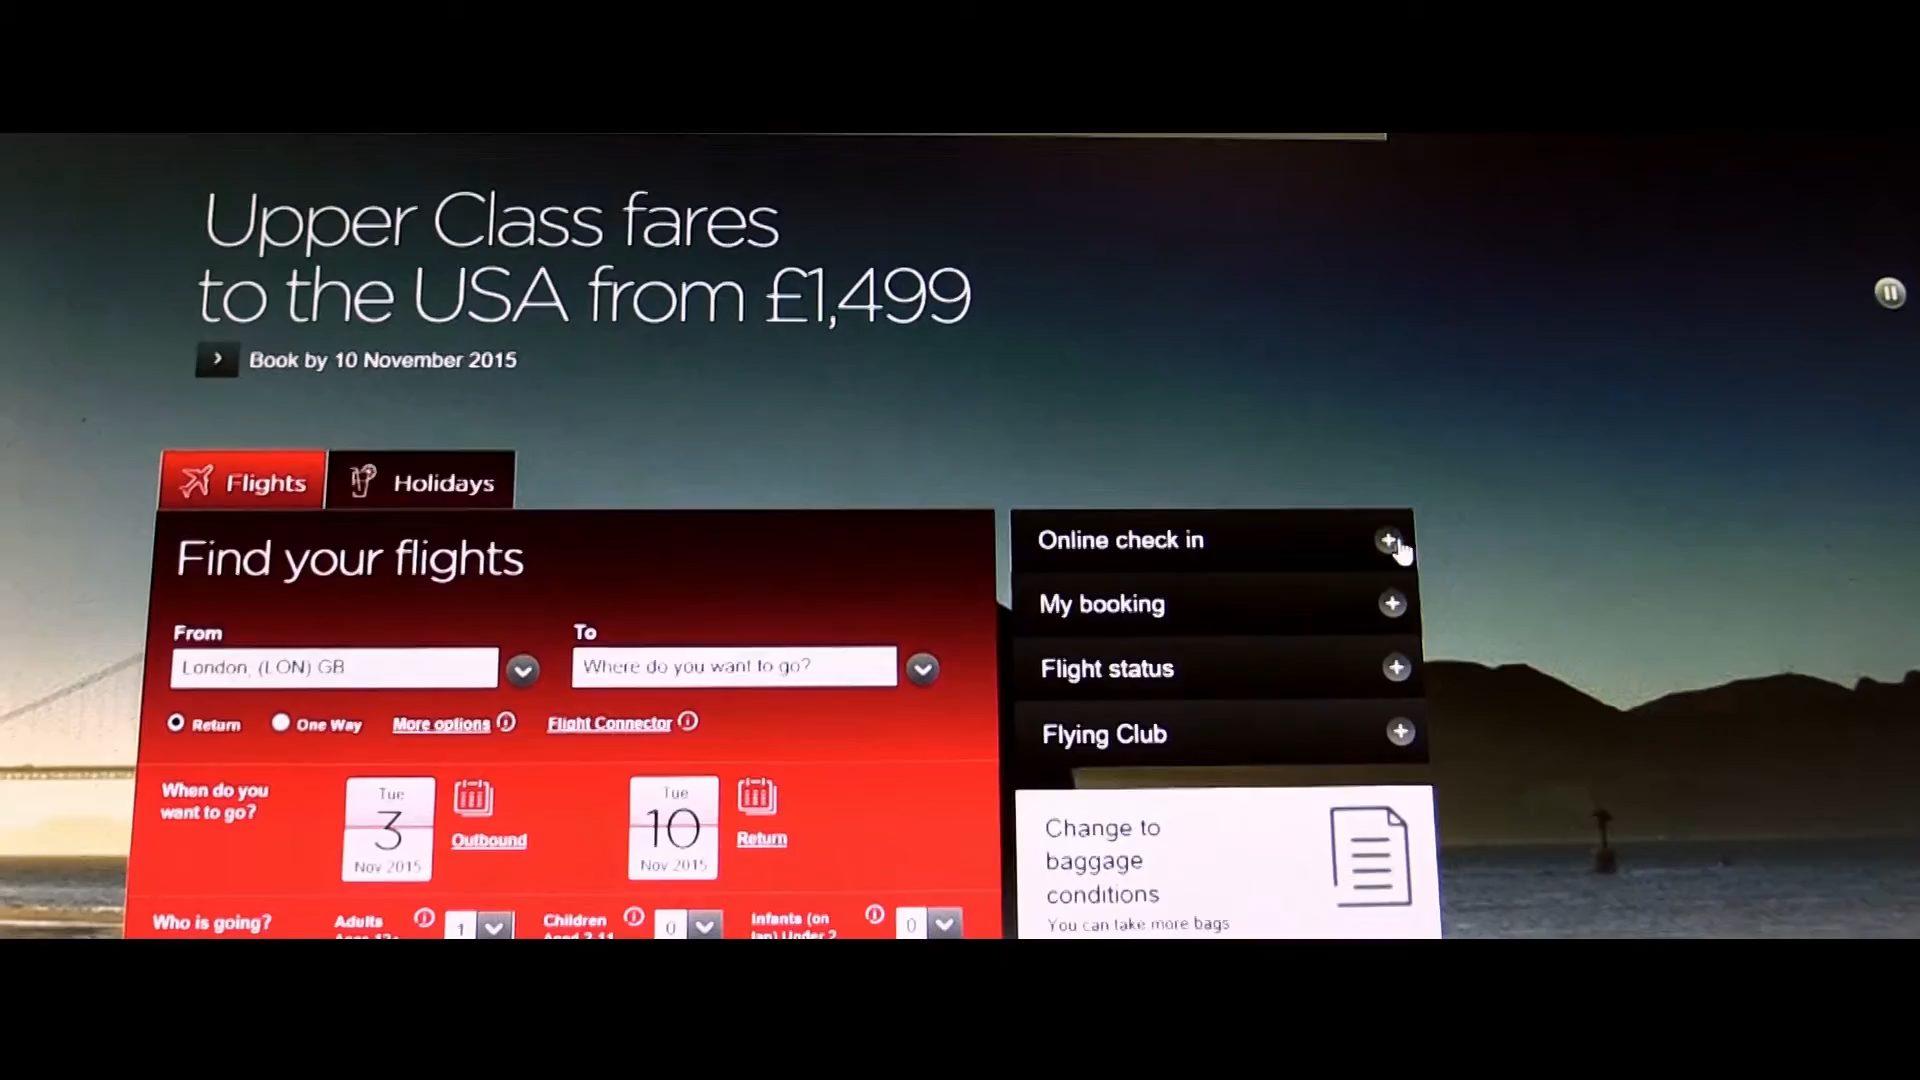 Upper Class fares
to the USA from £1,499
Book by 10 November 2015
Flights
Holidays
Find your flights
From
To
London, (LON) GB
Where do you want to go?
Return
One Way
More options
Flight Connector
When do you
want to go?
Tue
3
Nov 2015
Outbound
Tue
10
Nov 2015
Return
Who is going?
Adults
1
Children
0
Infants (on
lap) Under 2
0
Online check in
My booking
Flight status
Flying Club
Change to
baggage
conditions
You can take more bags